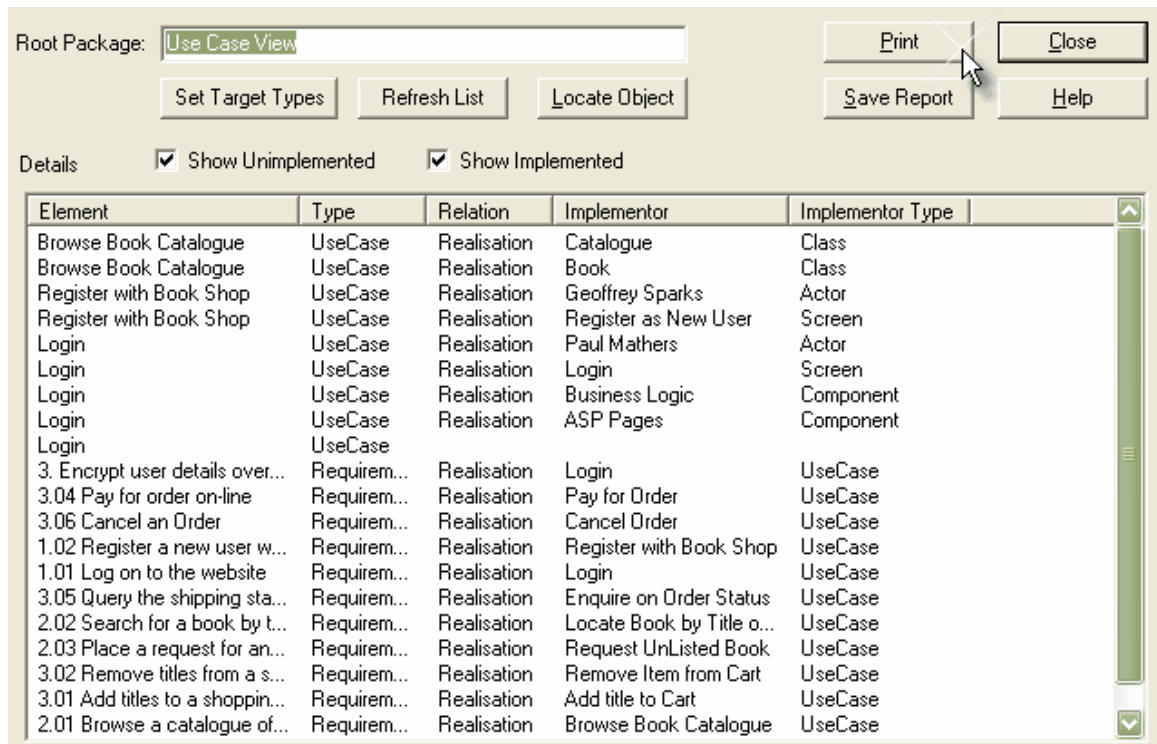 Root Package: Use Case View Print Close
Set Target Types Refresh List Locate Object Save Report Help
Details Show Unimplemented Show Implemented
Element Type Relation Implementor Implementor Type
Browse Book Catalogue UseCase Realisation Catalogue Class
Browse Book Catalogue UseCase Realisation Book Class
Register with Book Shop UseCase Realisation Geoffrey Sparks Actor
Register with Book Shop UseCase Realisation Register as New User Screen
Login UseCase Realisation Paul Mathers Actor
Login UseCase Realisation Login Screen
Login UseCase Realisation Business Logic Component
Login UseCase Realisation ASP Pages Component
Login UseCase
3. Encrypt user details over... Requirem... Realisation Login UseCase
3.04 Pay for order on-line Requirem... Realisation Pay for Order UseCase
3.06 Cancel an Order Requirem... Realisation Cancel Order UseCase
1.02 Register a new user w... Requirem... Realisation Register with Book Shop UseCase
1.01 Log on to the website Requirem... Realisation Login UseCase
3.05 Query the shipping sta... Requirem... Realisation Enquire on Order Status UseCase
2.02 Search for a book by t... Requirem... Realisation Locate Book by Title o... UseCase
2.03 Place a request for an... Requirem... Realisation Request UnListed Book UseCase
3.02 Remove titles from a s... Requirem... Realisation Remove Item from Cart UseCase
3.01 Add titles to a shoppin... Requirem... Realisation Add title to Cart UseCase
2.01 Browse a catalogue of... Requirem... Realisation Browse Book Catalogue UseCase